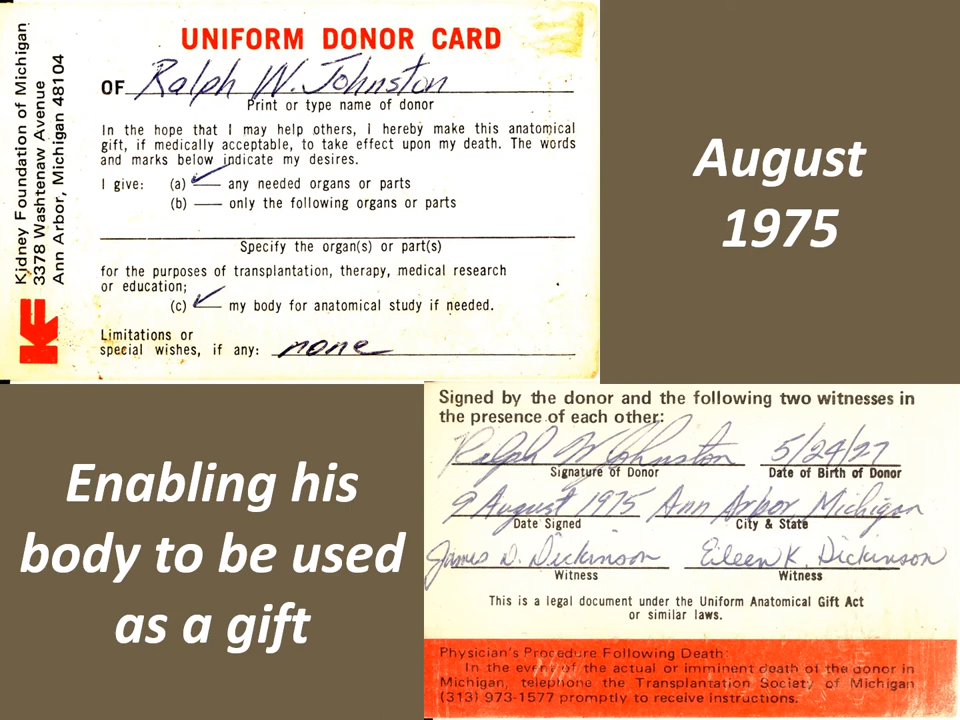 Kidney Foundation of Michigan
3378 Washtenaw Avenue
Ann Arbor, Michigan 48104
UNIFORM DONOR CARD
OF Ralph W. Johnston
Print or type name of donor
In the hope that I may help others, I hereby make this anatomical
gift, if medically acceptable, to take effect upon my death. The words
and marks below indicate my desires.
I give: (a) ✓ any needed organs or parts
(b) only the following organs or parts
Specify the organ(s) or part(s)
for the purposes of transplantation, therapy, medical research
or education;
(c) ✓ my body for anatomical study if needed.
Limitations or
special wishes, if any: none
August
1975
Enabling his
body to be used
as a gift
Signed by the donor and the following two witnesses in
the presence of each other:
Ralph W. Johnston 5/24/27
Signature of Donor Date of Birth of Donor
9 August 1975 Ann Arbor Michigan
Date Signed City & State
James D. Dickinson Eileen K. Dickinson
Witness Witness
This is a legal document under the Uniform Anatomical Gift Act
or similar laws.
Physician's Procedure Following Death:
In the event of the actual or imminent death of the donor in
Michigan, telephone the Transplantation Society of Michigan
(313) 973-1577 promptly to receive instructions.